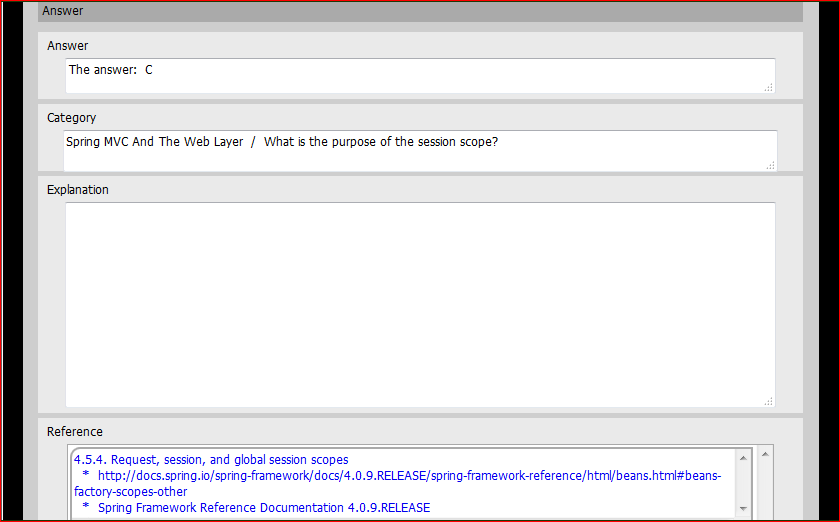 Answer
Answer
The answer:  C
Category
Spring MVC And The Web Layer  /  What is the purpose of the session scope?
Explanation
Reference
4.5.4. Request, session, and global session scopes
*  http://docs.spring.io/spring-framework/docs/4.0.9.RELEASE/spring-framework-reference/html/beans.html#beans-
factory-scopes-other
*  Spring Framework Reference Documentation 4.0.9.RELEASE